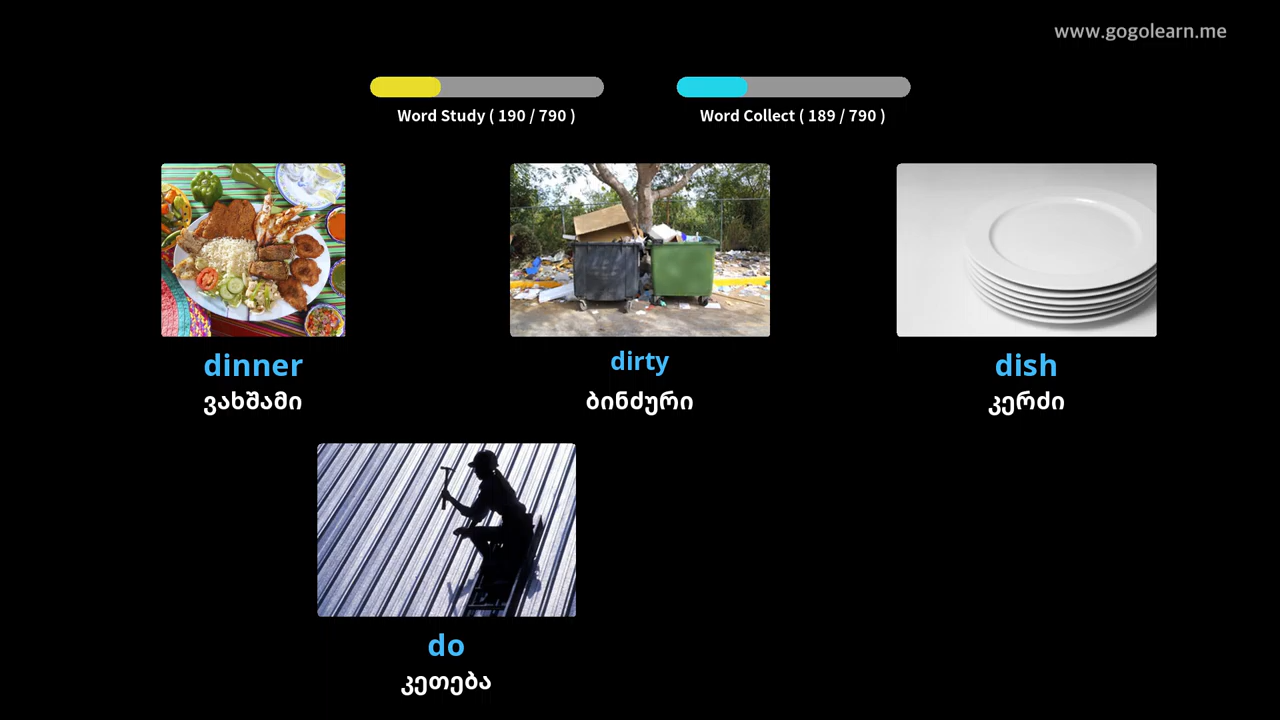 www.gogolearn.me
Word Study ( 190 / 790 )
Word Collect ( 189 / 790 )
dinner
ვახშამი
dirty
ბინძური
dish
კერძი
do
კეთება